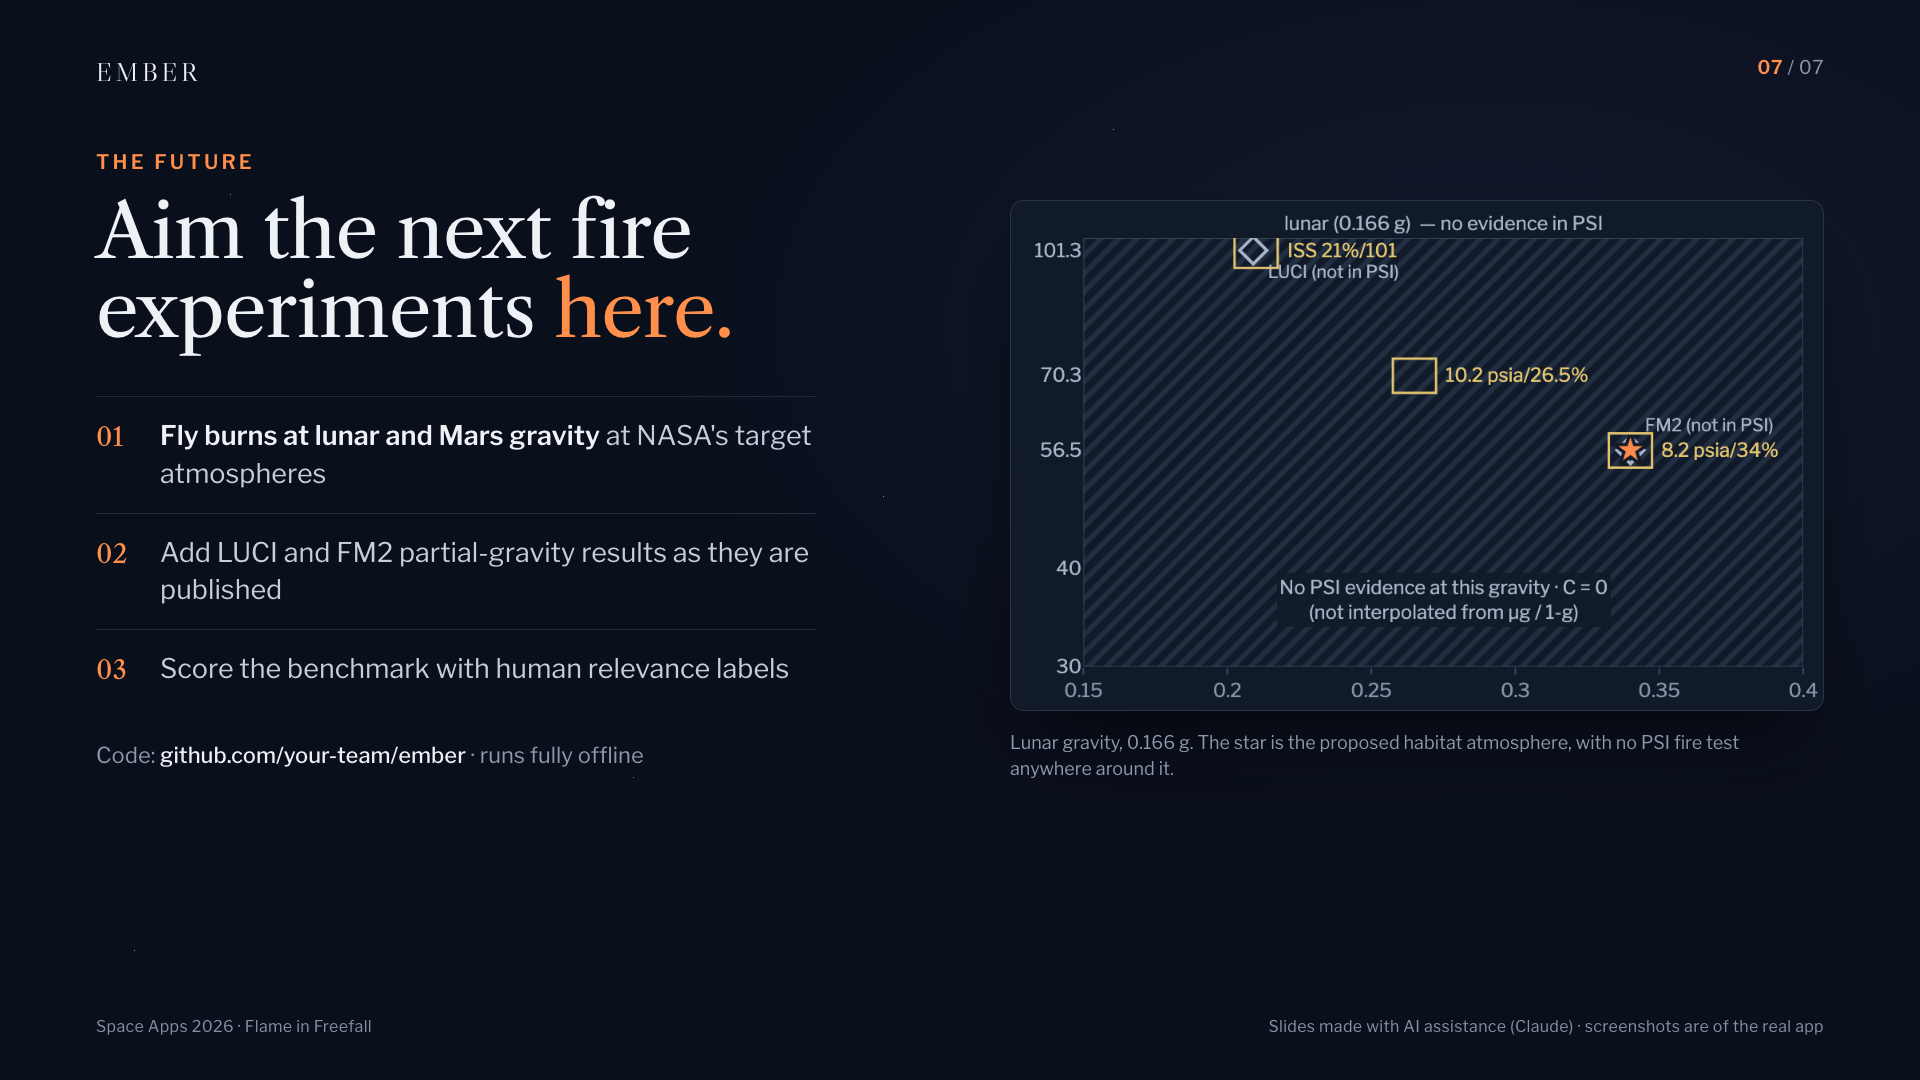 EMBER
07 / 07
THE FUTURE
Aim the next fire
experiments here.
01 Fly burns at lunar and Mars gravity at NASA's target
atmospheres
02 Add LUCI and FM2 partial-gravity results as they are
published
03 Score the benchmark with human relevance labels
Code: github.com/your-team/ember · runs fully offline
lunar (0.166 g) — no evidence in PSI
101.3
ISS 21%/101
LUCI (not in PSI)
70.3
10.2 psia/26.5%
FM2 (not in PSI)
56.5
8.2 psia/34%
40
No PSI evidence at this gravity · C = 0
(not interpolated from µg / 1-g)
30
0.15 0.2 0.25 0.3 0.35 0.4
Lunar gravity, 0.166 g. The star is the proposed habitat atmosphere, with no PSI fire test
anywhere around it.
Space Apps 2026 · Flame in Freefall
Slides made with AI assistance (Claude) · screenshots are of the real app